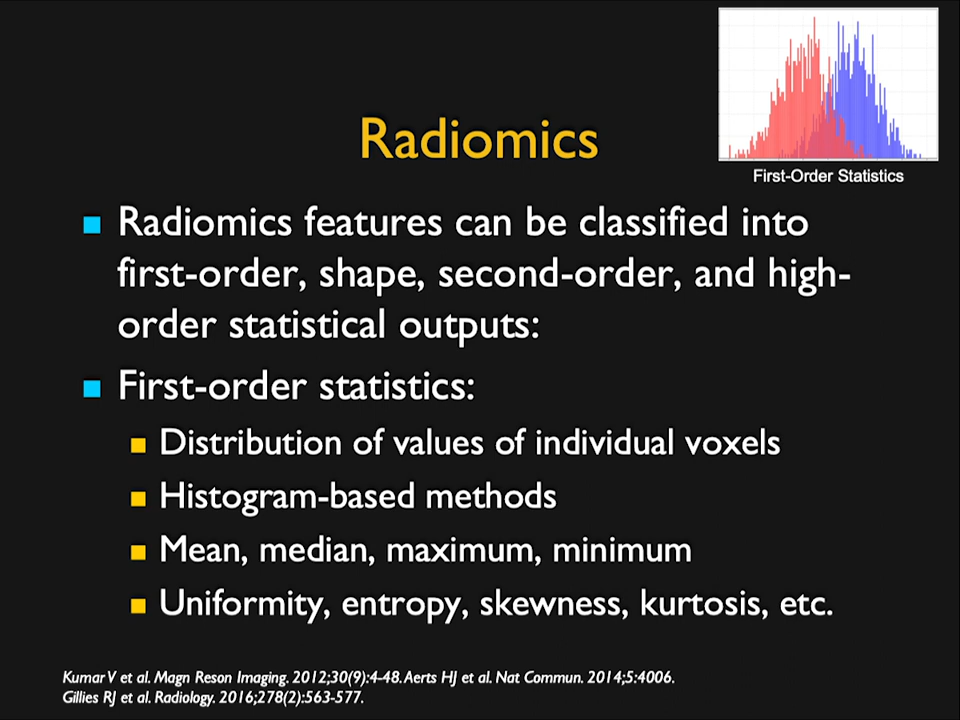 First-Order Statistics
Radiomics
Radiomics features can be classified into
first-order, shape, second-order, and high-
order statistical outputs:
First-order statistics:
Distribution of values of individual voxels
Histogram-based methods
Mean, median, maximum, minimum
Uniformity, entropy, skewness, kurtosis, etc.
Kumar V et al. Magn Reson Imaging. 2012;30(9):4-48. Aerts HJ et al. Nat Commun. 2014;5:4006.
Gillies RJ et al. Radiology. 2016;278(2):563-577.